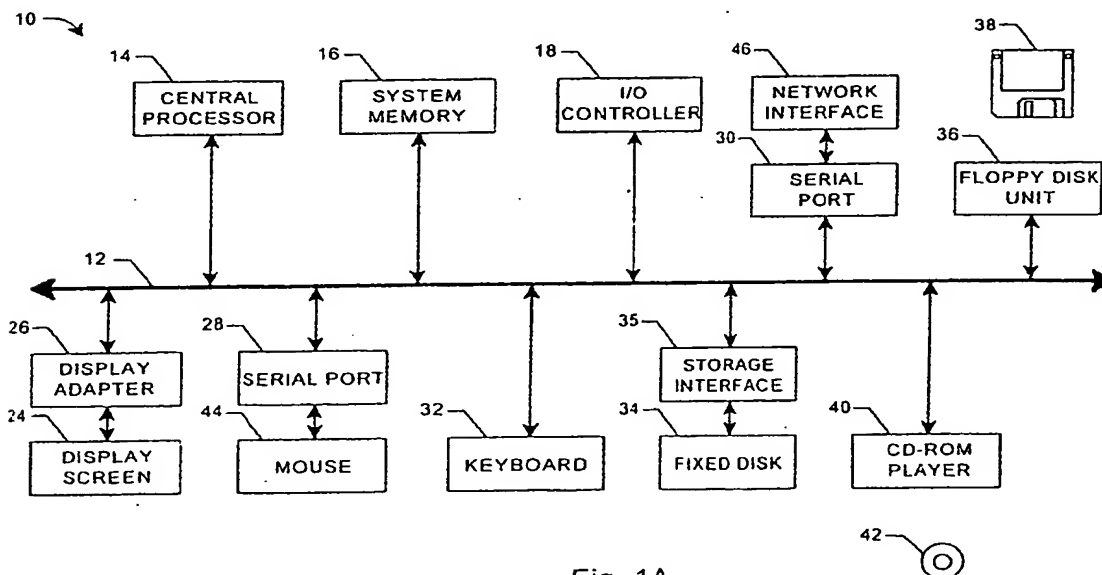 10
14
16
18
46
38
CENTRAL
PROCESSOR
SYSTEM
MEMORY
I/O
CONTROLLER
NETWORK
INTERFACE
30
36
SERIAL
PORT
FLOPPY DISK
UNIT
12
26
28
35
DISPLAY
ADAPTER
SERIAL PORT
STORAGE
INTERFACE
24
44
32
34
40
DISPLAY
SCREEN
MOUSE
KEYBOARD
FIXED DISK
CD-ROM
PLAYER
42
Fig. 1A